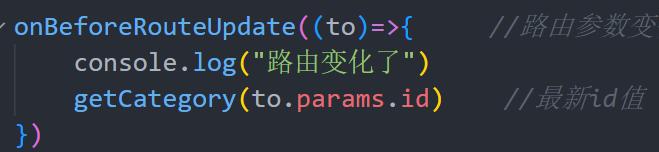 onBeforeRouteUpdate((to)=>{ //路由参数变
console.log("路由变化了")
getCategory(to.params.id) //最新id值
})